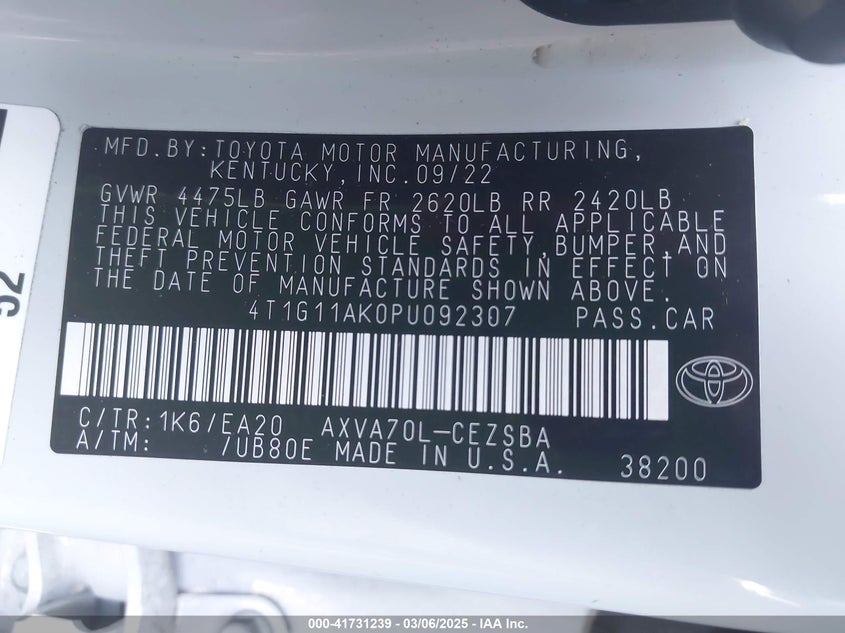 MFD.BY:TOYOTA MOTOR MANUFACTURING,
KENTUCKY,INC.09/22
GVWR 4475LB GAWR FR 2620LB RR 2420LB
THIS VEHICLE CONFORMS TO ALL APPLICABLE
FEDERAL MOTOR VEHICLE SAFETY,BUMPER,AND
THEFT PREVENTION STANDARDS IN EFFECT ON
THE DATE OF MANUFACTURE SHOWN ABOVE.
4T1G11AK0PU092307 PASS.CAR
C/TR:1K6/EA20 AXVA70L-CEZSBA
A/TM: /UB80E MADE IN U.S.A. 38200
52
000-41731239 - 03/06/2025 - IAA Inc.